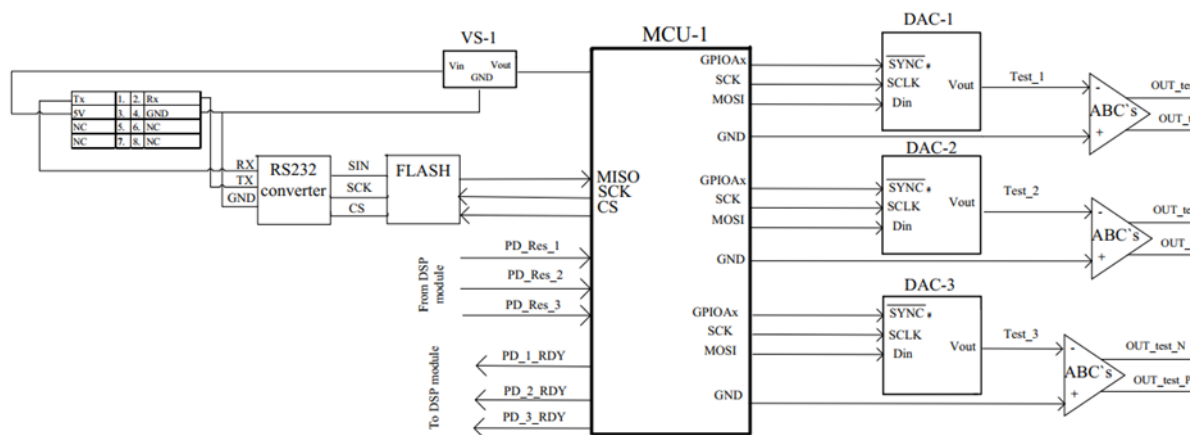 VS-1
Vin Vout
GND
Tx 1. 2. Rx
5V 3. 4. GND
NC 5. 6. NC
NC 7. 8. NC
RX
TX
GND
RS232
converter
SIN
SCK
CS
FLASH
From DSP
module
PD_Res_1
PD_Res_2
PD_Res_3
To DSP module
PD_1_RDY
PD_2_RDY
PD_3_RDY
MCU-1
MISO
SCK
CS
GPIOAx
SCK
MOSI
GND
GPIOAx
SCK
MOSI
GND
GPIOAx
SCK
MOSI
GND
DAC-1
SYNC #
SCLK
Din
Vout
Test_1
-
ABC`s
+
OUT_te
OUT_t
DAC-2
SYNC #
SCLK
Din
Vout
Test_2
-
ABC`s
+
OUT_te
OUT_
DAC-3
SYNC #
SCLK
Din
Vout
Test_3
-
ABC`s
+
OUT_test_N
OUT_test_P